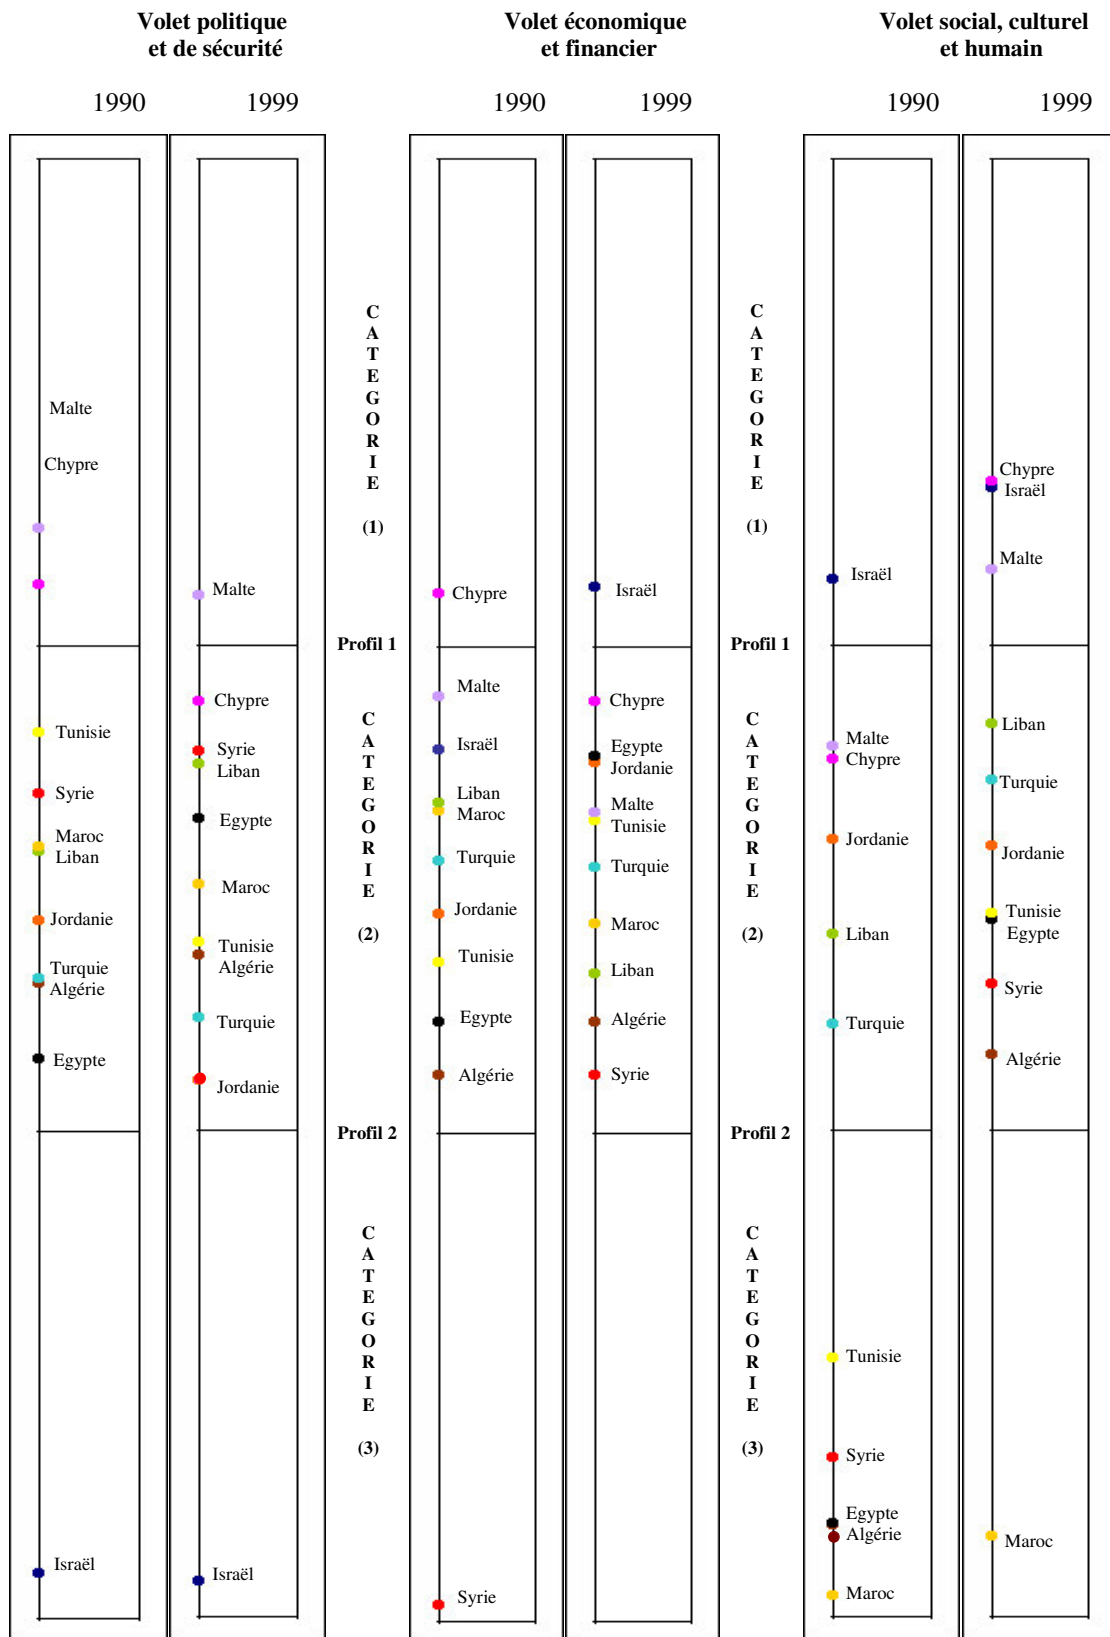 Volet politique
et de sécurité
Volet économique
et financier
Volet social, culturel
et humain
1990
1999
1990
1999
1990
1999
Malte
Chypre
Tunisie
Syrie
Maroc
Liban
Jordanie
Turquie
Algérie
Egypte
Israël
Malte
Chypre
Syrie
Liban
Egypte
Maroc
Tunisie
Algérie
Turquie
Jordanie
Israël
C
A
T
E
G
O
R
I
E
(1)
Profil 1
C
A
T
E
G
O
R
I
E
(2)
Profil 2
C
A
T
E
G
O
R
I
E
(3)
Chypre
Malte
Israël
Liban
Maroc
Turquie
Jordanie
Tunisie
Egypte
Algérie
Syrie
Israël
Chypre
Egypte
Jordanie
Malte
Tunisie
Turquie
Maroc
Liban
Algérie
Syrie
C
A
T
E
G
O
R
I
E
(1)
Profil 1
C
A
T
E
G
O
R
I
E
(2)
Profil 2
C
A
T
E
G
O
R
I
E
(3)
Israël
Malte
Chypre
Jordanie
Liban
Turquie
Tunisie
Syrie
Egypte
Algérie
Maroc
Chypre
Israël
Malte
Liban
Turquie
Jordanie
Tunisie
Egypte
Syrie
Algérie
Maroc